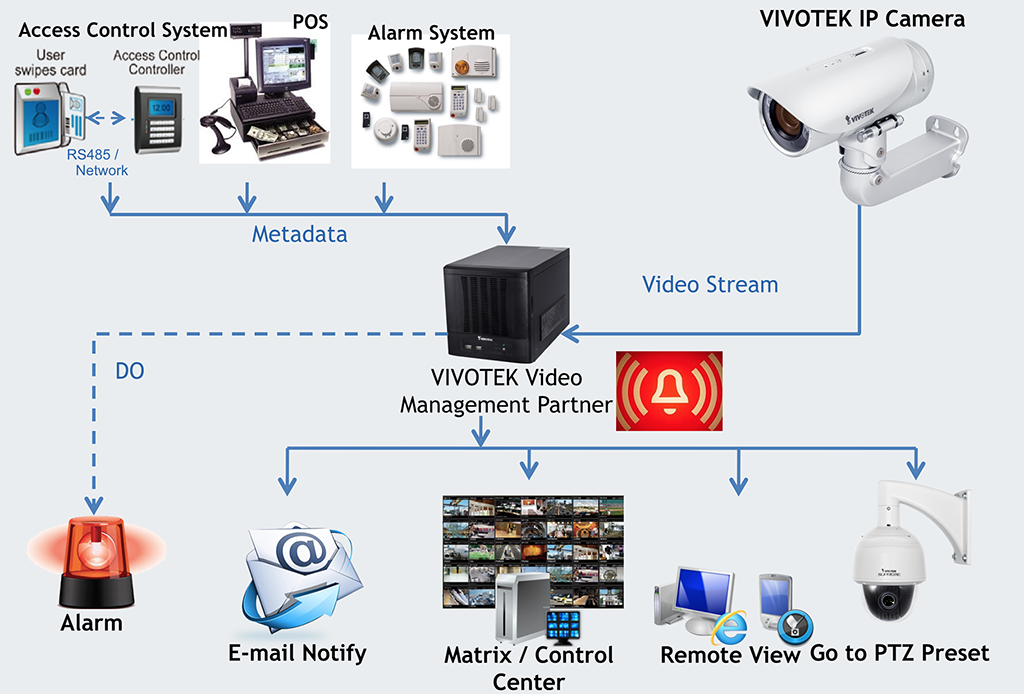 Access Control System
POS
Alarm System
VIVOTEK IP Camera
User
swipes card
Access Control
Controller
12:00
RS485 /
Network
VIVOTEK
Metadata
Video Stream
VIVOTEK
DO
VIVOTEK Video
Management Partner
Alarm
@
E-mail Notify
Matrix / Control
Center
Remote View
VIVOTEK
Go to PTZ Preset